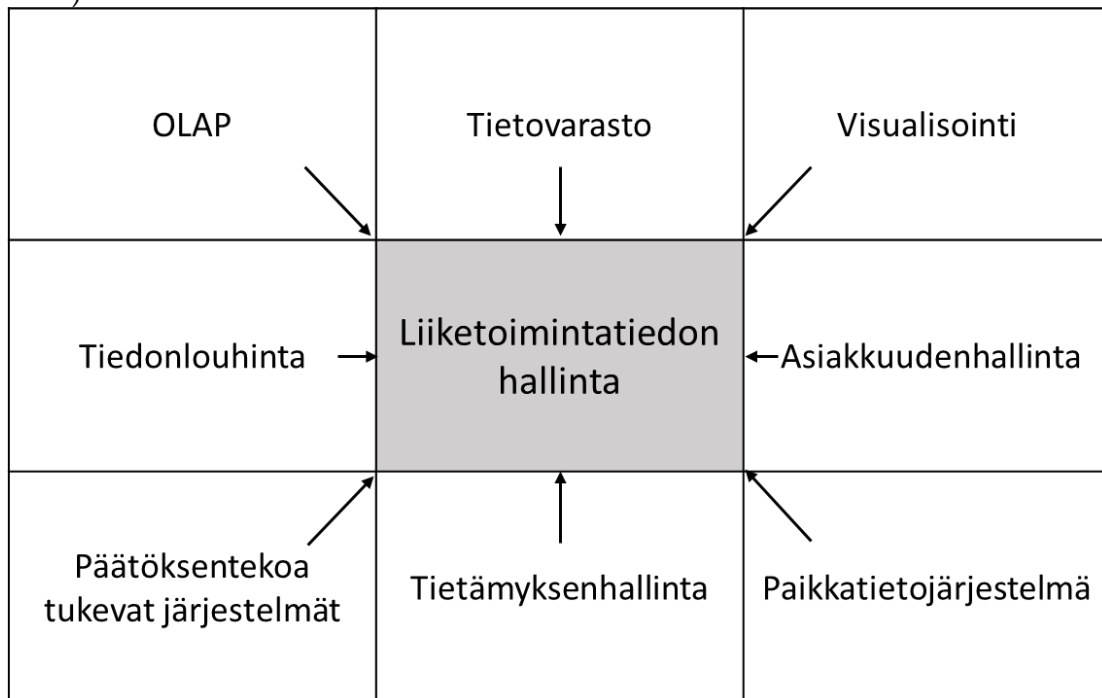 OLAP
Tietovarasto
Visualisointi
Tiedonlouhinta
Liiketoimintatiedon
hallinta
Asiakkuudenhallinta
Päätöksentekoa
tukevat järjestelmät
Tietämyksenhallinta
Paikkatietojärjestelmä